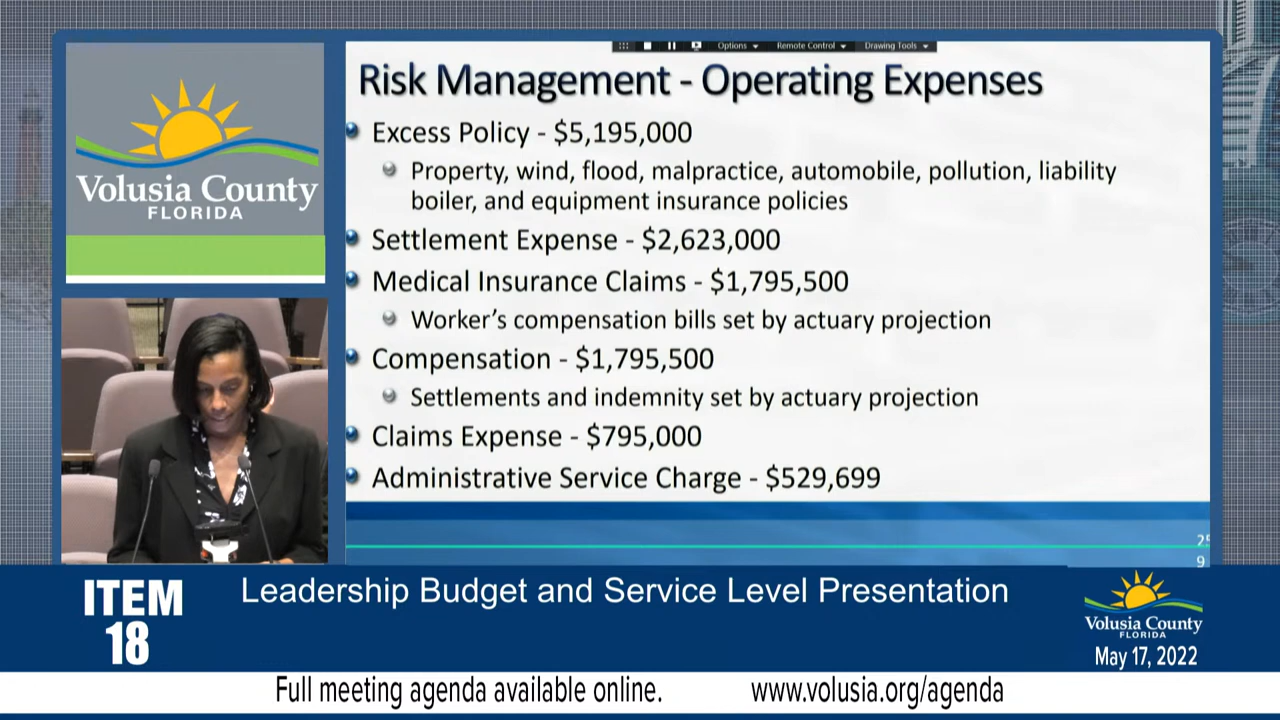 Options
Remote Control
Drawing Tools
Volusia County
FLORIDA
Risk Management - Operating Expenses
Excess Policy - $5,195,000
Property, wind, flood, malpractice, automobile, pollution, liability
boiler, and equipment insurance policies
Settlement Expense - $2,623,000
Medical Insurance Claims - $1,795,500
Worker’s compensation bills set by actuary projection
Compensation - $1,795,500
Settlements and indemnity set by actuary projection
Claims Expense - $795,000
Administrative Service Charge - $529,699
25
9
ITEM
18
Leadership Budget and Service Level Presentation
Volusia County
FLORIDA
May 17, 2022
Full meeting agenda available online. www.volusia.org/agenda